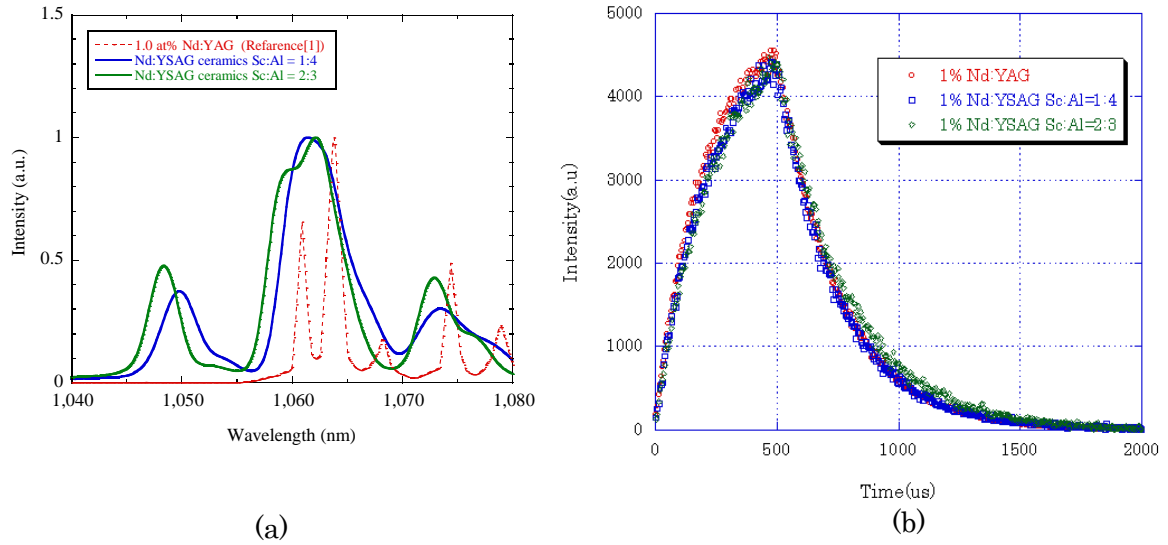 1.5
1.0 at% Nd:YAG (Refarence[1])
Nd:YSAG ceramics Sc:Al = 1:4
Nd:YSAG ceramics Sc:Al = 2:3
1
0.5
0
Intensity (a.u.)
1,040
1,050
1,060
1,070
1,080
Wavelength (nm)
(a)
5000
4000
3000
2000
1000
0
Intensity(a.u)
1% Nd:YAG
1% Nd:YSAG Sc:Al=1:4
1% Nd:YSAG Sc:Al=2:3
0
500
1000
1500
2000
Time(us)
(b)